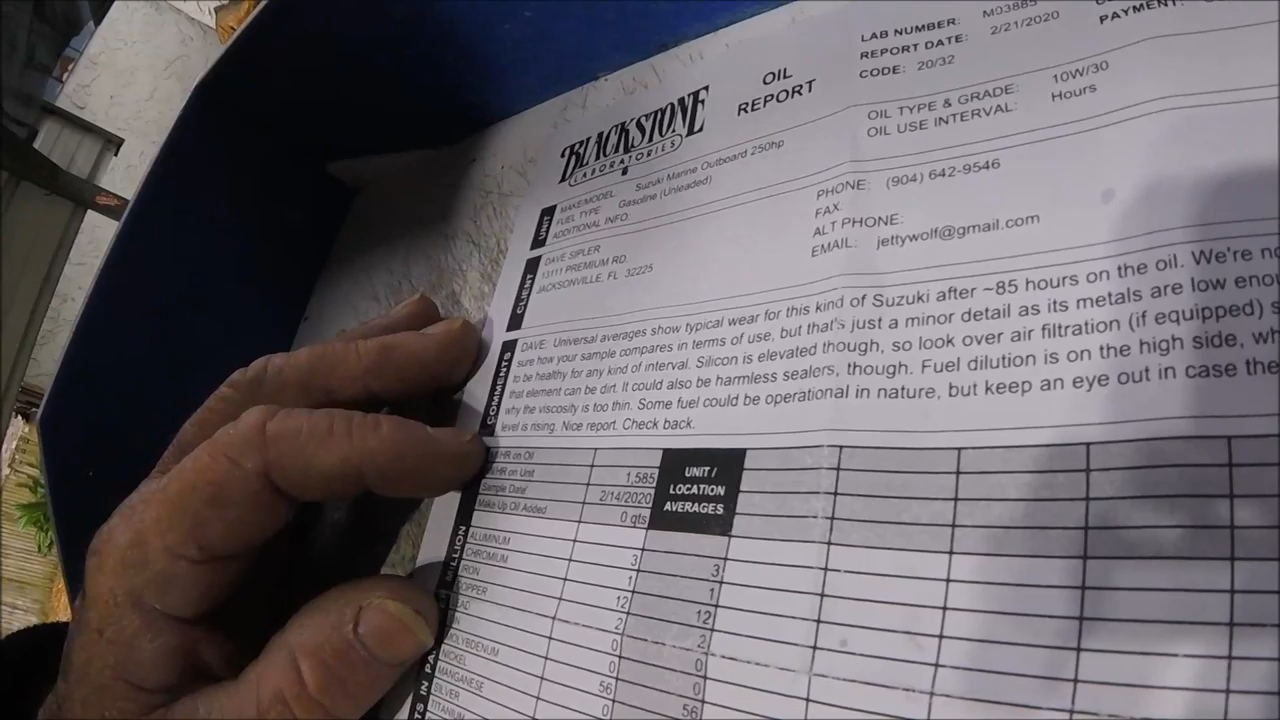 BLACKSTONE
LABORATORIES
OIL
REPORT
LAB NUMBER: M03885
REPORT DATE: 2/21/2020
CODE: 20/32
PAYMENT:
UNIT
MAKE/MODEL: Suzuki Marine Outboard 250hp
FUEL TYPE: Gasoline (Unleaded)
ADDITIONAL INFO:
OIL TYPE & GRADE: 10W/30
OIL USE INTERVAL: Hours
CLIENT
DAVE SIPLER
13111 PREMIUM RD.
JACKSONVILLE, FL 32225
PHONE: (904) 642-9546
FAX:
ALT PHONE:
EMAIL: jettywolf@gmail.com
COMMENTS
DAVE: Universal averages show typical wear for this kind of Suzuki after ~85 hours on the oil. We're
sure how your sample compares in terms of use, but that's just a minor detail as its metals are low
to be healthy for any kind of interval. Silicon is elevated though, so look over air filtration (if equipped)
that element can be dirt. It could also be harmless sealers, though. Fuel dilution is on the high side,
why the viscosity is too thin. Some fuel could be operational in nature, but keep an eye out in case the
level is rising. Nice report. Check back.
HR on Oil
HR on Unit 1,585
Sample Date 2/14/2020
Make Up Oil Added 0 qts
UNIT /
LOCATION
AVERAGES
MILLION
ALUMINUM 3 3
CHROMIUM 1 1
IRON 12 12
2 2
0 0
0 0
MOLYBDENUM 56 56
NICKEL 0
MANGANESE
SILVER
TITANIUM